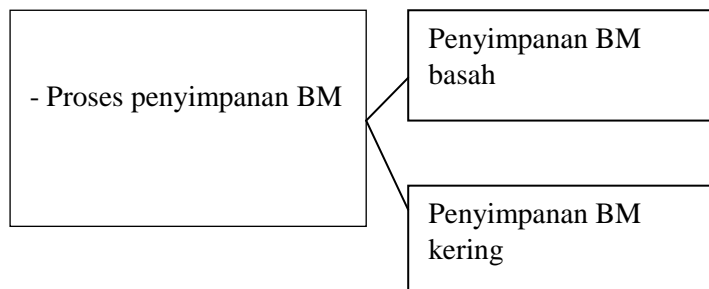 - Proses penyimpanan BM
Penyimpanan BM
basah
Penyimpanan BM
kering